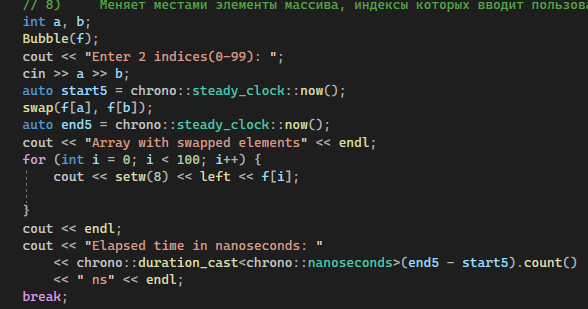 // 8) Меняет местами элементы массива, индексы которых вводит
int a, b;
Bubble(f);
cout << "Enter 2 indices(0-99): ";
cin >> a >> b;
auto start5 = chrono::steady_clock::now();
swap(f[a], f[b]);
auto end5 = chrono::steady_clock::now();
cout << "Array with swapped elements" << endl;
for (int i = 0; i < 100; i++) {
cout << setw(8) << left << f[i];
}
cout << endl;
cout << "Elapsed time in nanoseconds: "
<< chrono::duration_cast<chrono::nanoseconds>(end5 - start5).count()
<< " ns" << endl;
break;